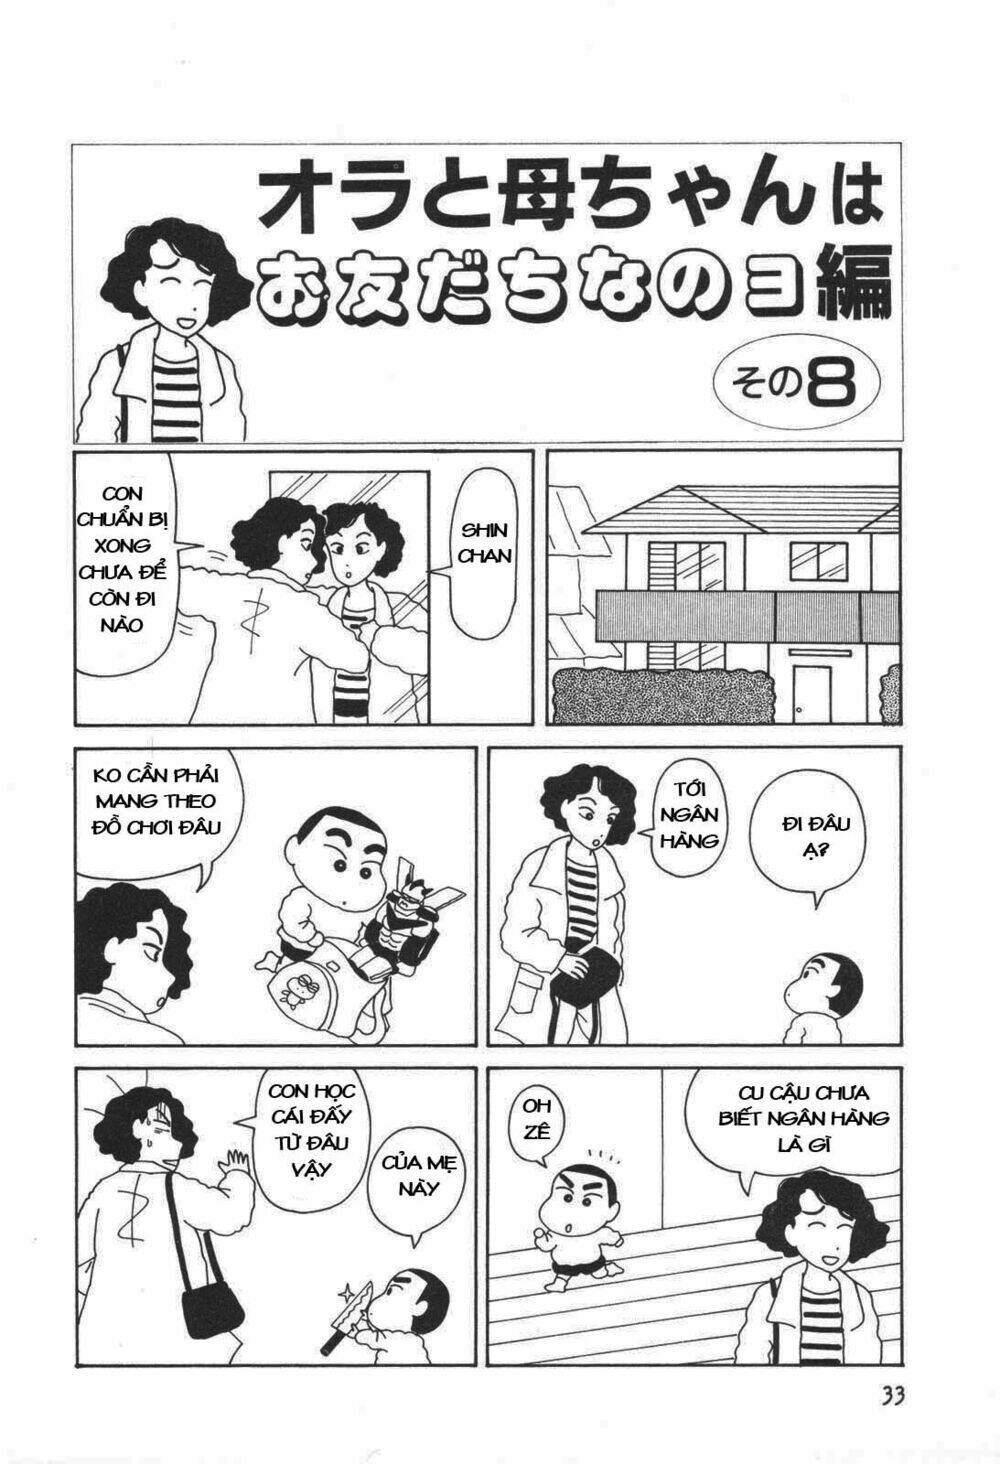 オラと母ちゃんは
お友だちなのヨ編
その8
SHIN
CHAN
CON
CHUẨN BỊ
XONG
CHƯA ĐỂ
CÒN ĐI
NÀO
ĐI ĐÂU
Ạ?
TỚI
NGÂN
HÀNG
KO CẦN PHẢI
MANG THEO
ĐỒ CHƠI ĐÂU
CU CẬU CHƯA
BIẾT NGÂN HÀNG
LÀ GÌ
OH
ZÊ
CỦA MẸ
NÀY
CON HỌC
CÁI ĐẤY
TỪ ĐÂU
VẬY
33